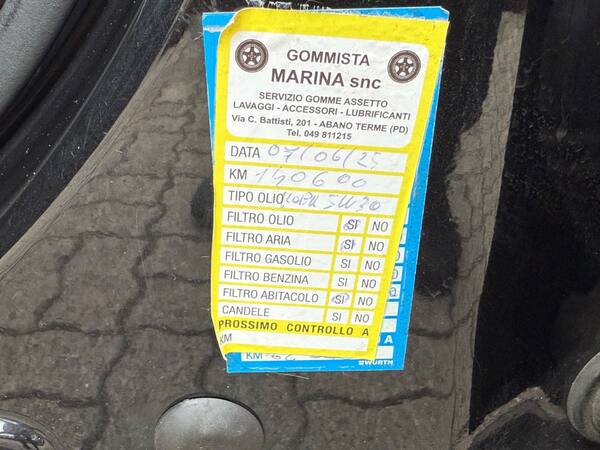 GOMMISTA
MARINA snc
SERVIZIO GOMME ASSETTO
LAVAGGI - ACCESSORI - LUBRIFICANTI
Via C. Battisti, 201 - ABANO TERME (PD)
Tel. 049 811215
DATA 07/06/25
KM 140600
TIPO OLIO 5W30
FILTRO OLIO SI NO
FILTRO ARIA SI NO
FILTRO GASOLIO SI NO
FILTRO BENZINA SI NO
FILTRO ABITACOLO SI NO
CANDELE SI NO
PROSSIMO CONTROLLO A
KM
KM
WÜRTH